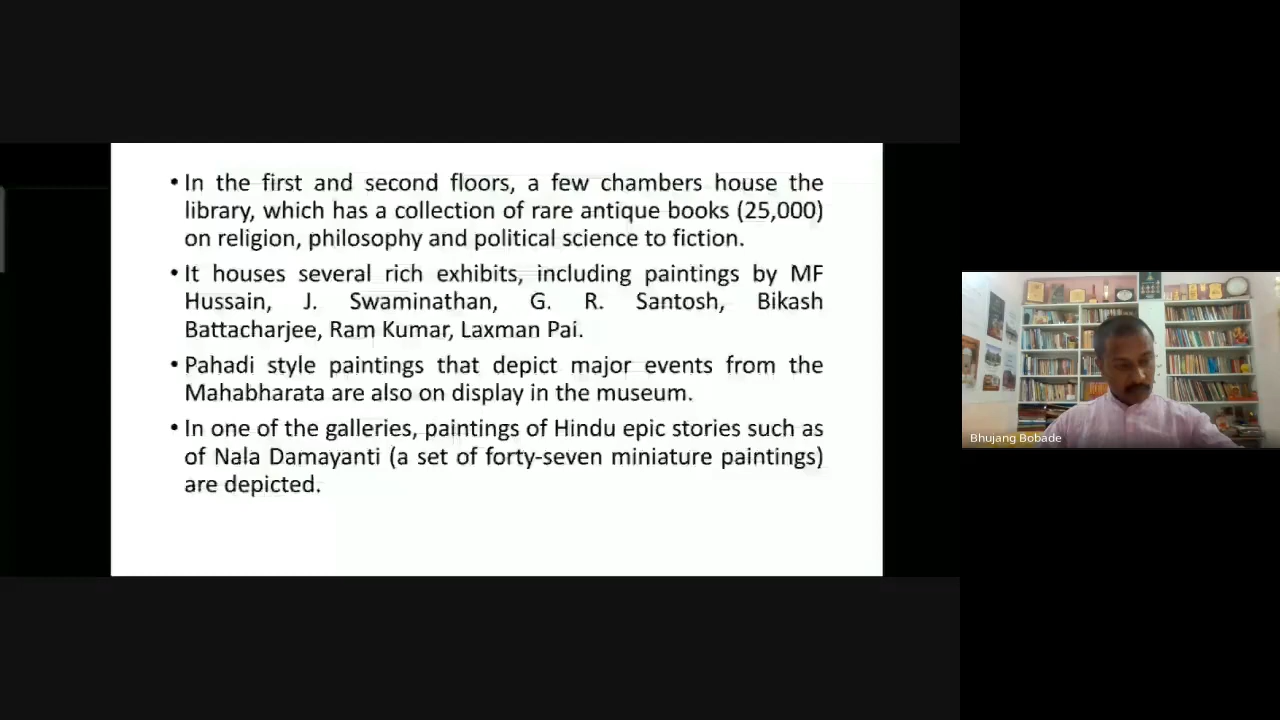 • In the first and second floors, a few chambers house the
library, which has a collection of rare antique books (25,000)
on religion, philosophy and political science to fiction.
• It houses several rich exhibits, including paintings by MF
Hussain, J. Swaminathan, G. R. Santosh, Bikash
Battacharjee, Ram Kumar, Laxman Pai.
• Pahadi style paintings that depict major events from the
Mahabharata are also on display in the museum.
• In one of the galleries, paintings of Hindu epic stories such as
of Nala Damayanti (a set of forty-seven miniature paintings)
are depicted.
Bhujang Bobade